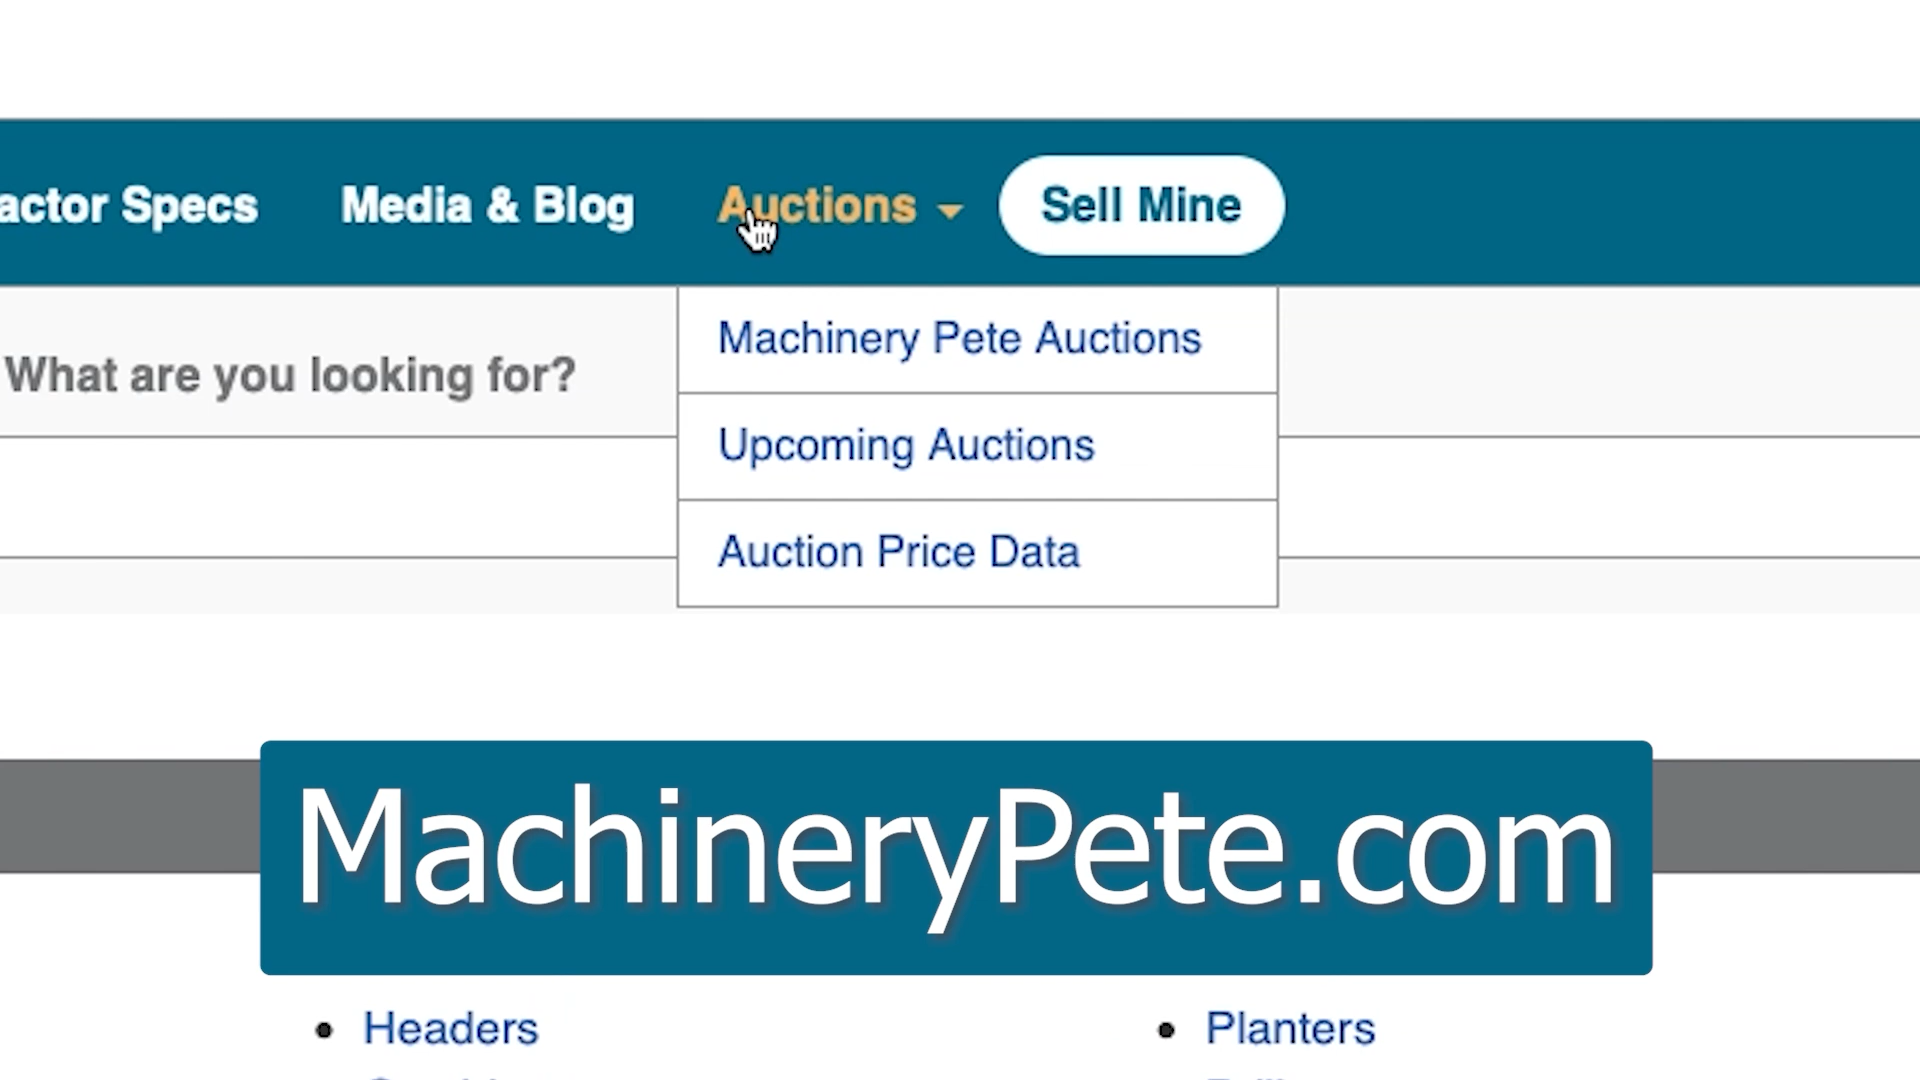 actor Specs Media & Blog Auctions Sell Mine
Machinery Pete Auctions
What are you looking for?
Upcoming Auctions
Auction Price Data
MachineryPete.com
Headers Planters